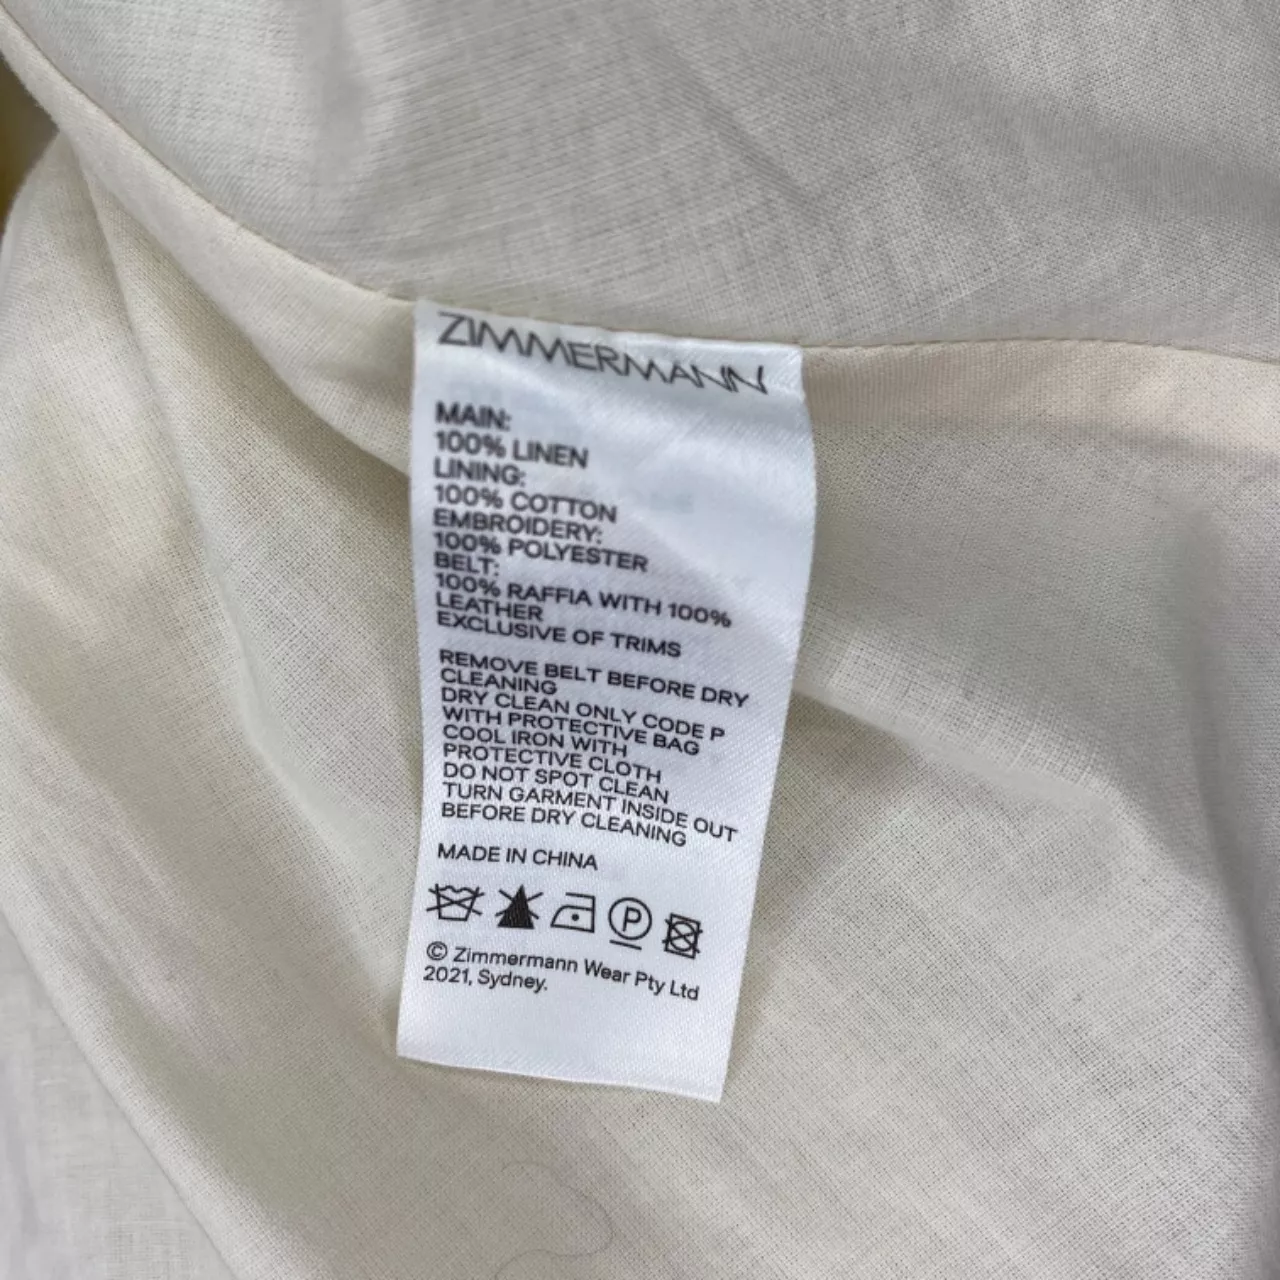 ZIMMERMANN
MAIN:
100% LINEN
LINING:
100% COTTON
EMBROIDERY:
100% POLYESTER
BELT:
100% RAFFIA WITH 100%
LEATHER
EXCLUSIVE OF TRIMS
REMOVE BELT BEFORE DRY
CLEANING
DRY CLEAN ONLY CODE P
WITH PROTECTIVE BAG
COOL IRON WITH
PROTECTIVE CLOTH
DO NOT SPOT CLEAN
TURN GARMENT INSIDE OUT
BEFORE DRY CLEANING
MADE IN CHINA
P
© Zimmermann Wear Pty Ltd
2021, Sydney.